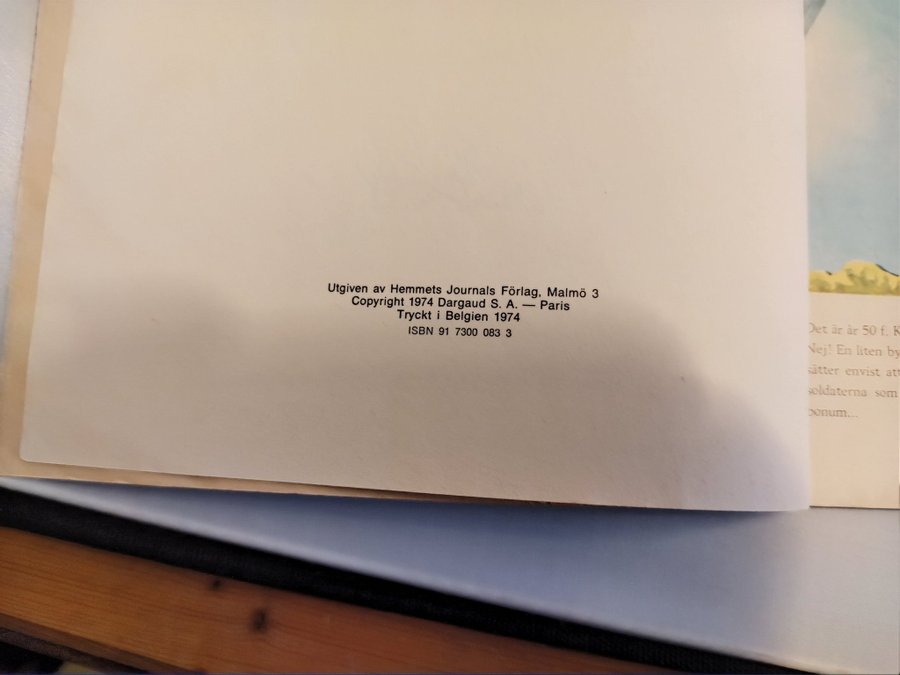 Utgiven av Hemmets Journals Förlag, Malmö 3
Copyright 1974 Dargaud S. A. — Paris
Tryckt i Belgien 1974
ISBN 91 7300 083 3
Det är år 50 f. K
Nej! En liten by
sätter envist att
soldaterna som
bonum...